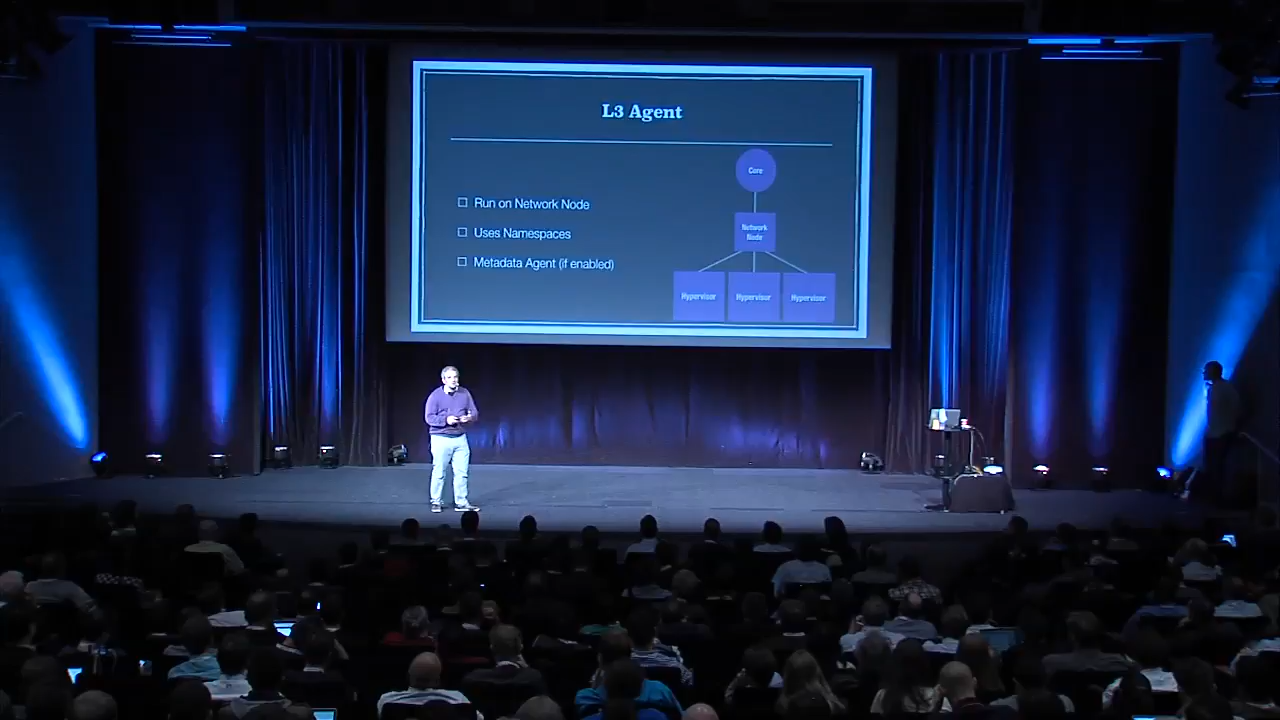 L3 Agent
Run on Network Node
Uses Namespaces
Metadata Agent (if enabled)
Core
Network
Node
Hypervisor
Hypervisor
Hypervisor